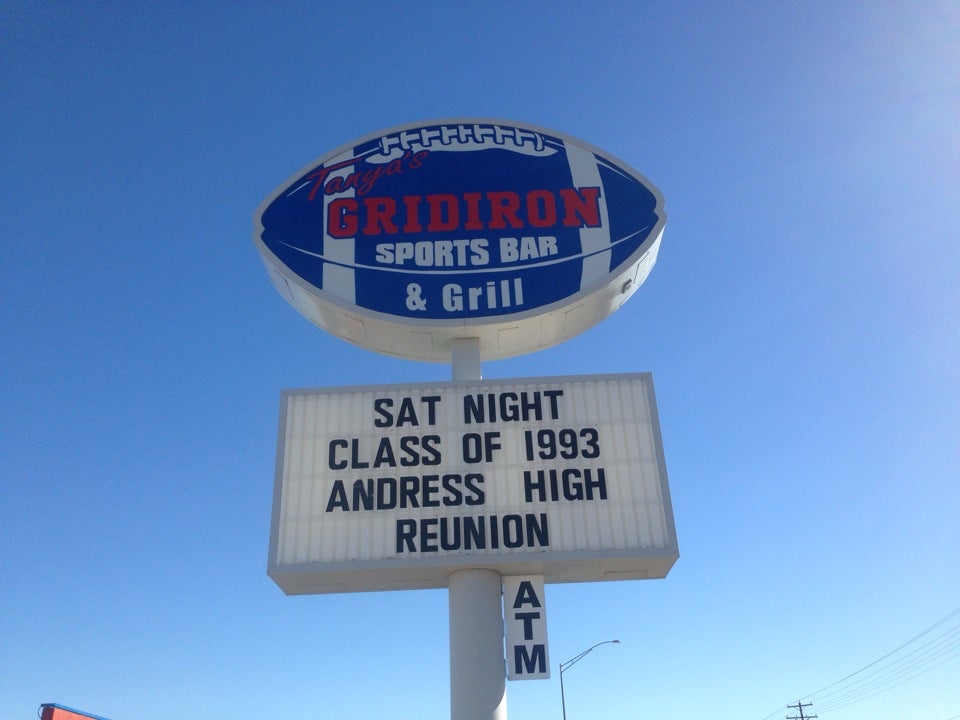 Tanya's
GRIDIRON
SPORTS BAR
& Grill
SAT NIGHT
CLASS OF 1993
ANDRESS HIGH
REUNION
ATM